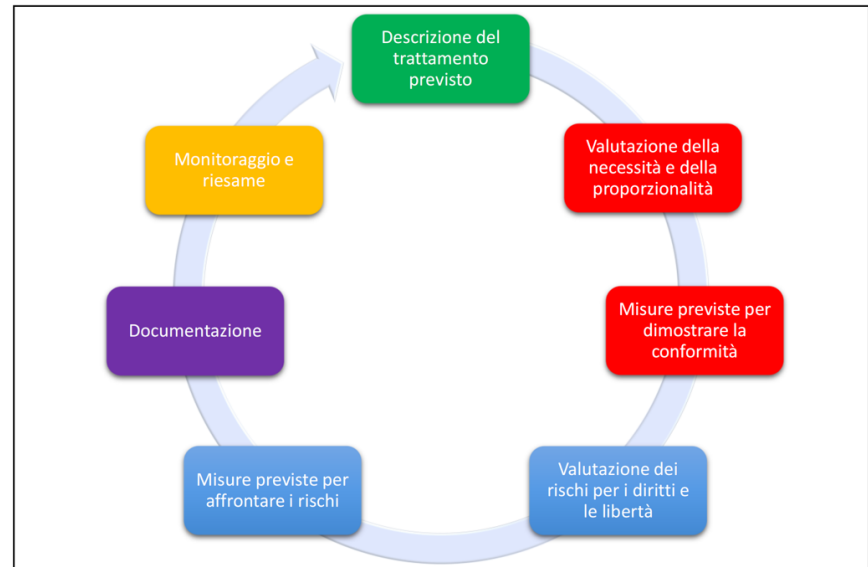 Descrizione del
trattamento
previsto
Valutazione della
necessità e della
proporzionalità
Misure previste per
dimostrare la
conformità
Valutazione dei
rischi per i diritti e
le libertà
Misure previste per
affrontare i rischi
Documentazione
Monitoraggio e
riesame